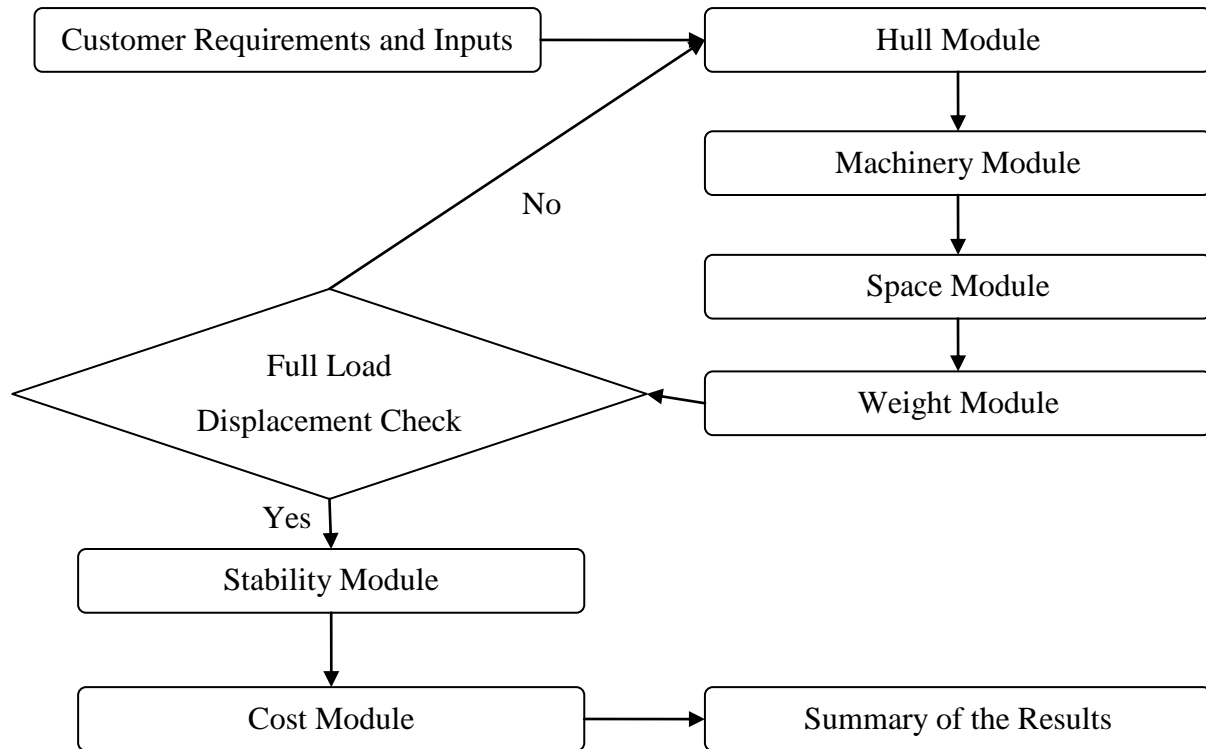 Customer Requirements and Inputs
Hull Module
Machinery Module
No
Space Module
Full Load
Displacement Check
Weight Module
Yes
Stability Module
Cost Module
Summary of the Results